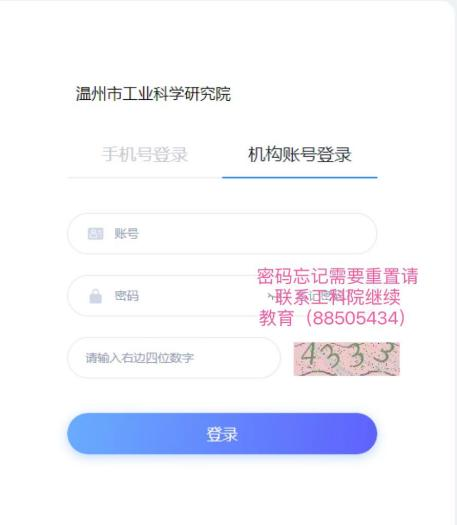 温州市工业科学研究院
手机号登录
机构账号登录
账号
密码忘记需要重置请
密码
联系工科院继续
教育（88505434）
请输入右边四位数字
4333
登录